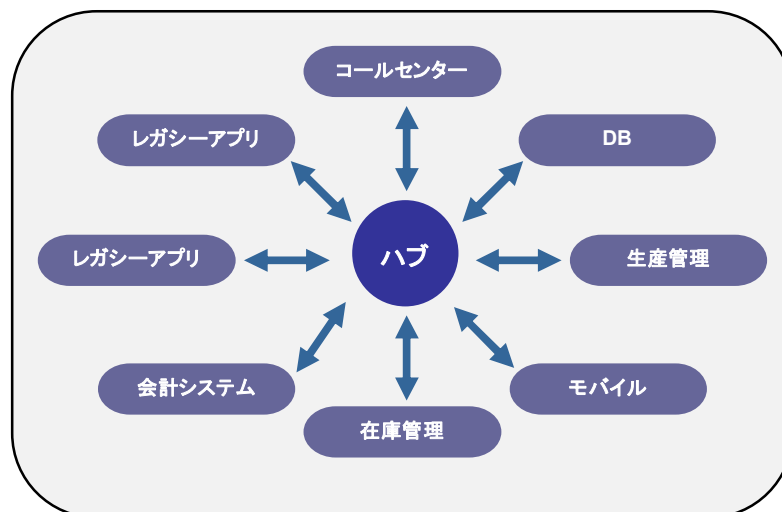 コールセンター
レガシーアプリ
DB
レガシーアプリ
ハブ
生産管理
会計システム
モバイル
在庫管理